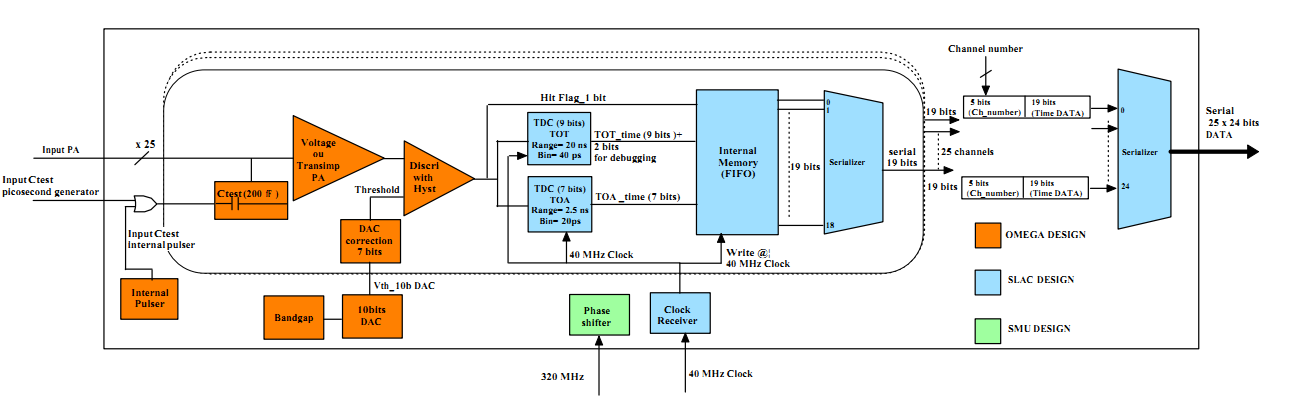 Input PA
x 25
Input Ctest
picosecond generator
Input Ctest
internal pulser
Internal
Pulser
Ctest(200 fF )
Voltage
ou
Transimp
PA
Discri
with
Hyst
Threshold
DAC
correction
7 bits
Vth_10b DAC
Bandgap
10bits
DAC
Hit Flag_1 bit
TDC (9 bits)
TOT
Range= 20 ns
Bin= 40 ps
TOT_time (9 bits )+
2 bits
for debugging
TDC (7 bits)
TOA
Range= 2.5 ns
Bin= 20ps
TOA _time (7 bits)
40 MHz Clock
Write @¦
40 MHz Clock
Internal
Memory
(FIFO)
0
1
19 bits
18
Serializer
serial
19 bits
Phase
shifter
Clock
Receiver
320 MHz
40 MHz Clock
Channel number
19 bits
5 bits
(Ch_number)
19 bits
(Time DATA)
25 channels
19 bits
5 bits
(Ch_number)
19 bits
(Time DATA)
0
Serializer
24
Serial
25 x 24 bits
DATA
OMEGA DESIGN
SLAC DESIGN
SMU DESIGN